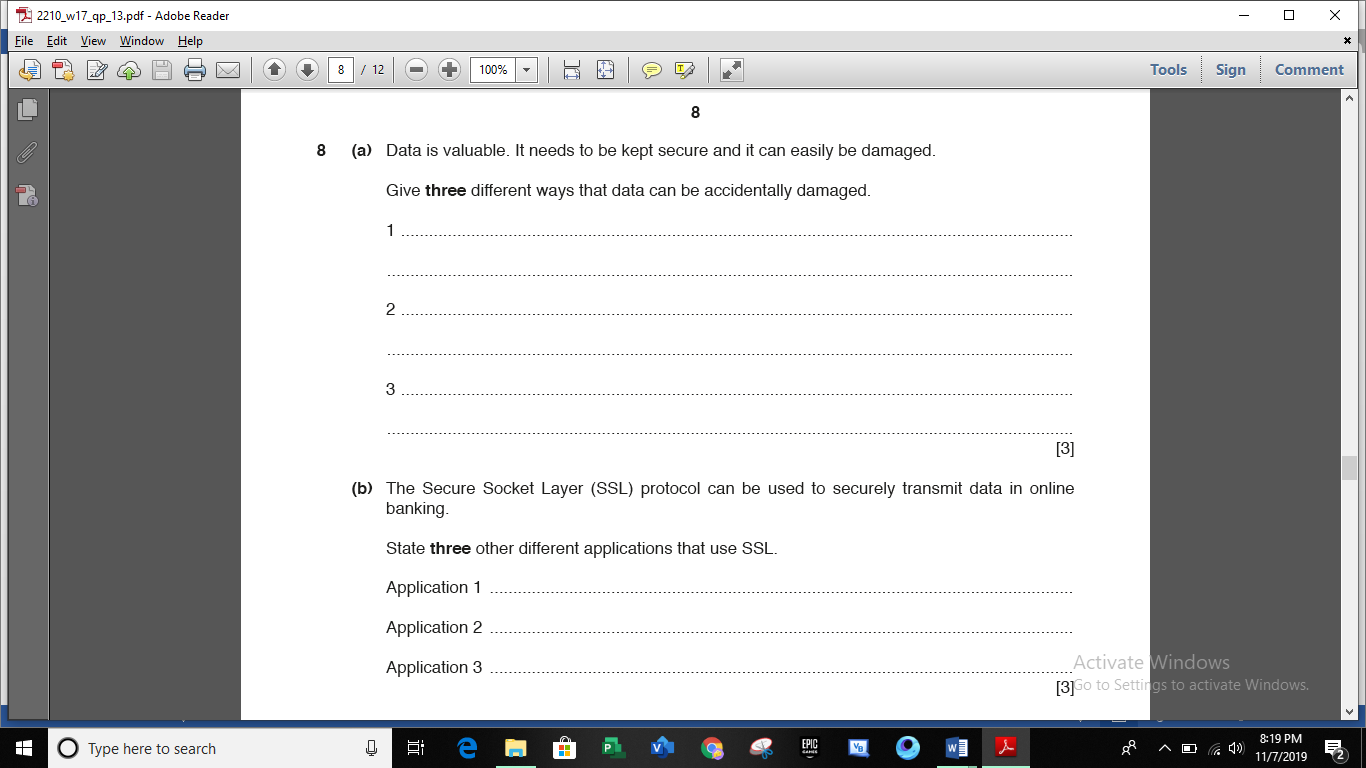 2210_w17_qp_13.pdf - Adobe Reader
File Edit View Window Help
8 / 12 100% Tools Sign Comment
8
8 (a) Data is valuable. It needs to be kept secure and it can easily be damaged.
Give three different ways that data can be accidentally damaged.
1 ..........
..........
2 ..........
..........
3 ..........
..........
[3]
(b) The Secure Socket Layer (SSL) protocol can be used to securely transmit data in online
banking.
State three other different applications that use SSL.
Application 1 ..........
Application 2 ..........
Application 3 ..........
[3]
Activate Windows
Go to Settings to activate Windows.
Type here to search
EPIC
GAMES
8:19 PM
11/7/2019
2